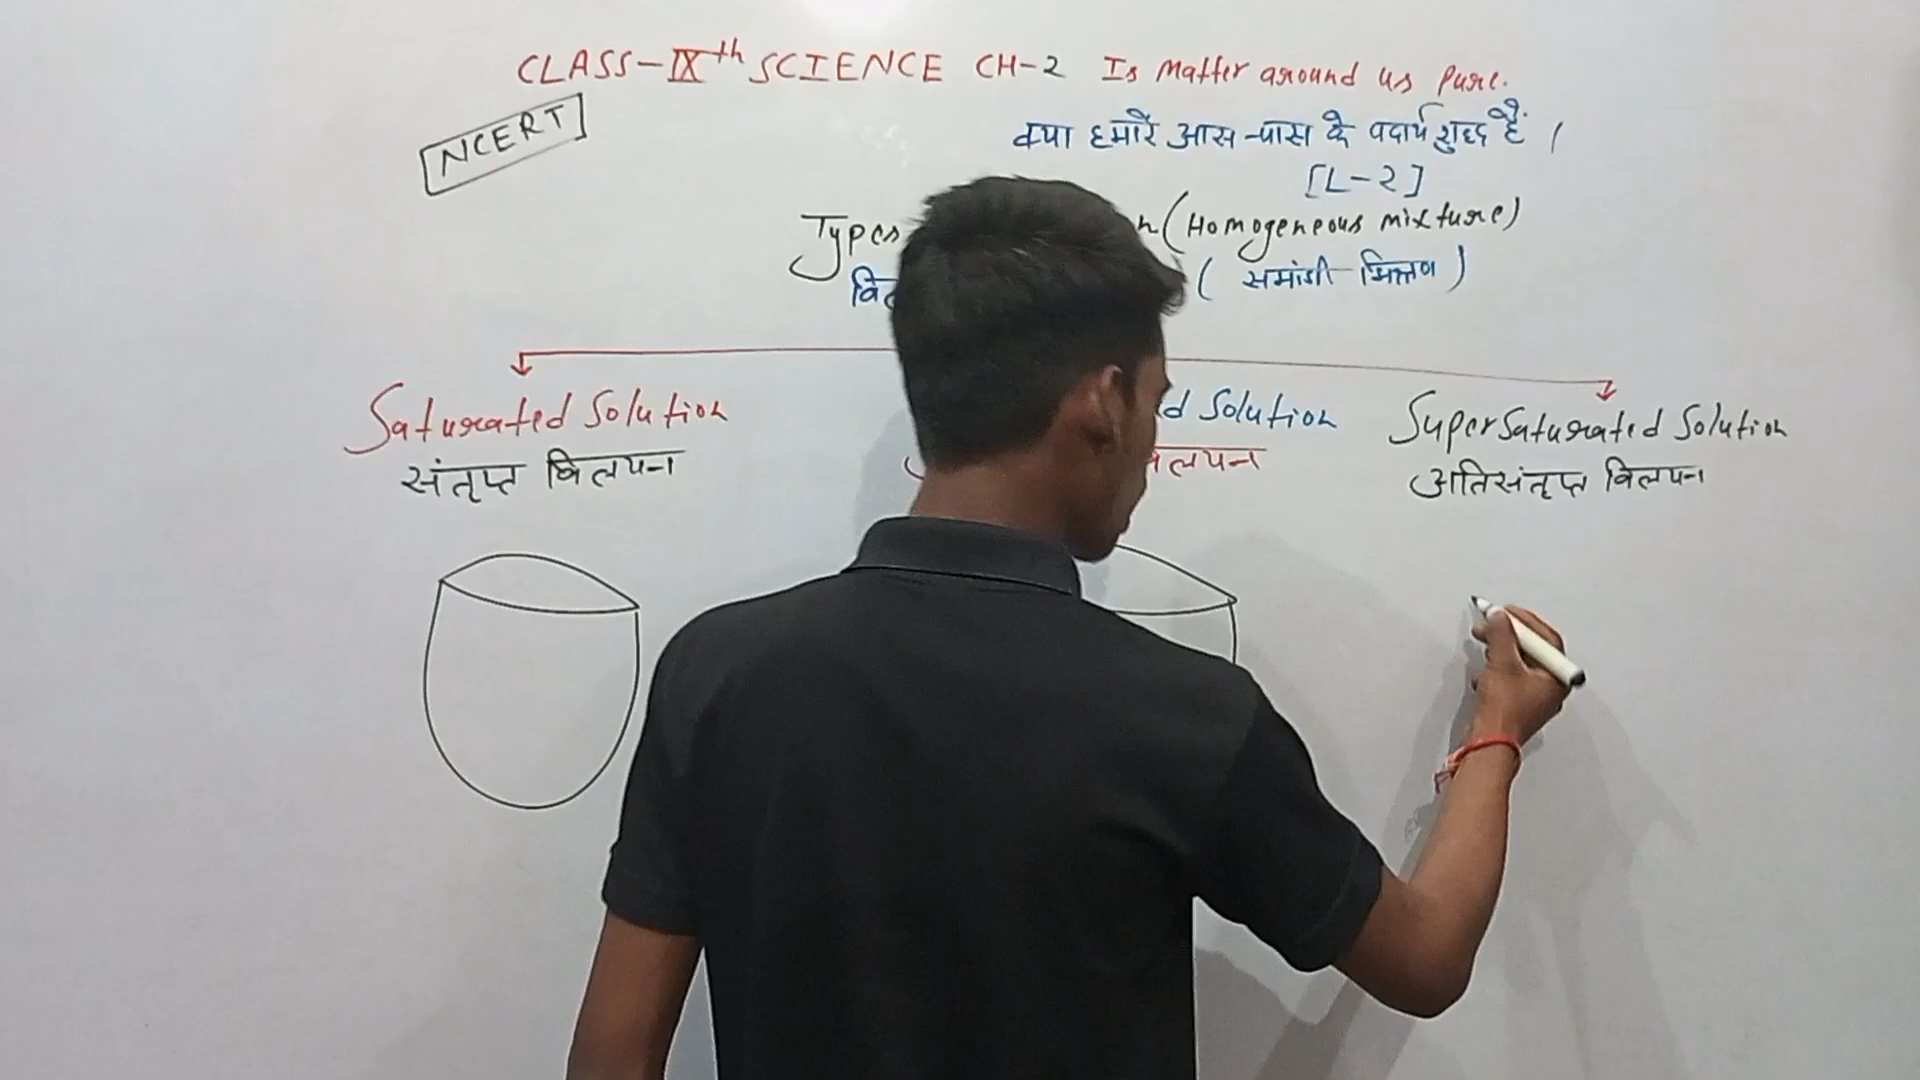 CLASS-IXth SCIENCE CH-2 Is Matter around us Pure.
NCERT
क्या हमारे आस-पास के पदार्थ शुद्ध हैं।
[L-2]
Types (Homogeneous mixture)
(समांगी मिश्रण)
Saturated Solution
d Solution
SuperSaturated Solution
संतृप्त विलयन
लयन
अतिसंतृप्त विलयन